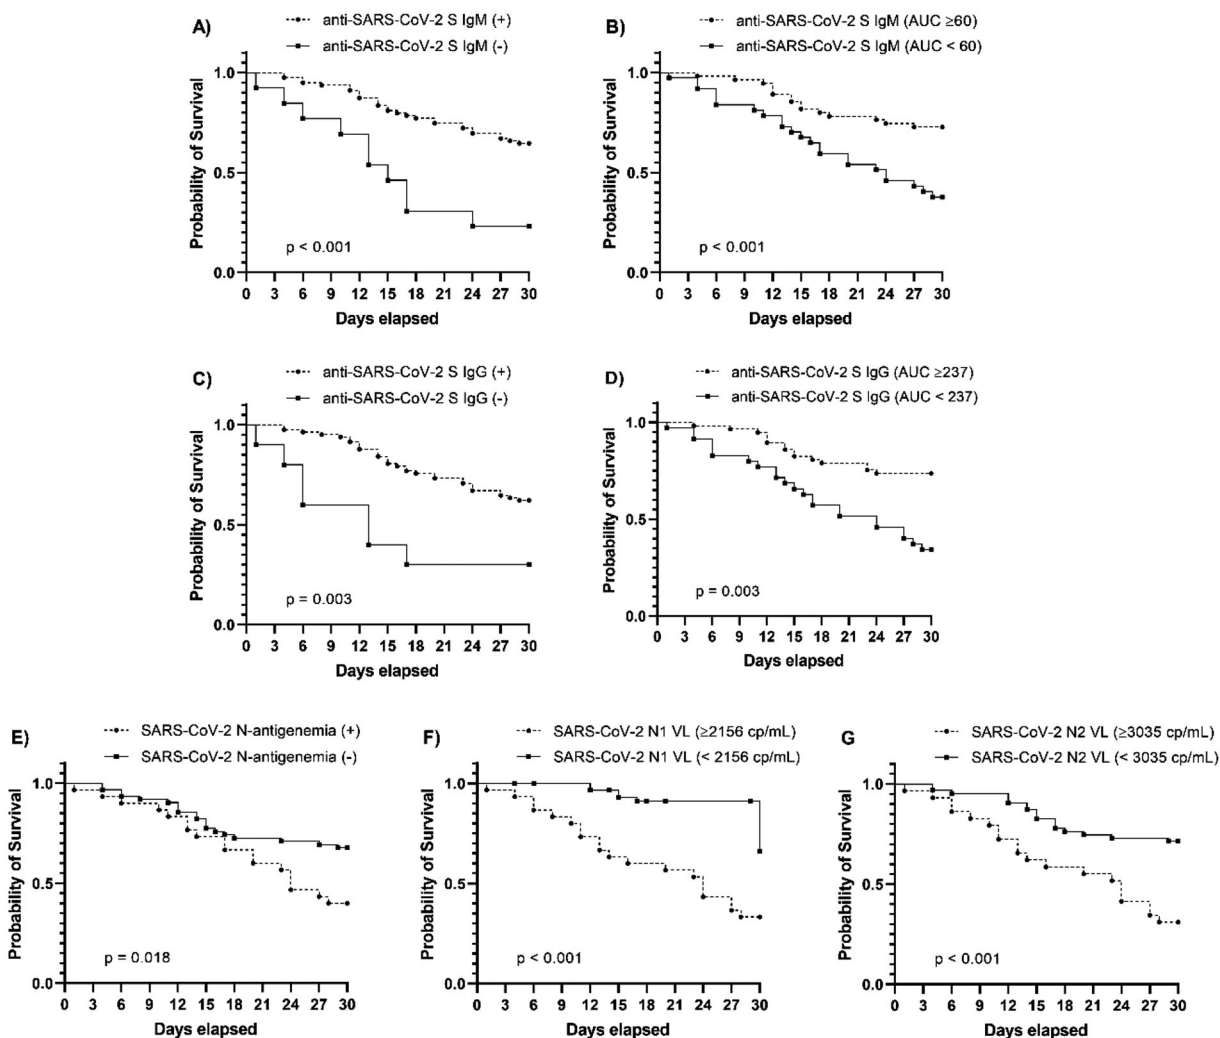 A)
anti-SARS-CoV-2 S IgM (+)
anti-SARS-CoV-2 S IgM (-)
Probability of Survival
1.0
0.5
0.0
p < 0.001
0 3 6 9 12 15 18 21 24 27 30
Days elapsed
B)
anti-SARS-CoV-2 S IgM (AUC ≥60)
anti-SARS-CoV-2 S IgM (AUC < 60)
Probability of Survival
1.0
0.5
0.0
p < 0.001
0 3 6 9 12 15 18 21 24 27 30
Days elapsed
C)
anti-SARS-CoV-2 S IgG (+)
anti-SARS-CoV-2 S IgG (-)
Probability of Survival
1.0
0.5
0.0
p = 0.003
0 3 6 9 12 15 18 21 24 27 30
Days elapsed
D)
anti-SARS-CoV-2 S IgG (AUC ≥237)
anti-SARS-CoV-2 S IgG (AUC < 237)
Probability of Survival
1.0
0.5
0.0
p = 0.003
0 3 6 9 12 15 18 21 24 27 30
Days elapsed
E)
SARS-CoV-2 N-antigenemia (+)
SARS-CoV-2 N-antigenemia (-)
Probability of Survival
1.0
0.5
0.0
p = 0.018
0 3 6 9 12 15 18 21 24 27 30
Days elapsed
F)
SARS-CoV-2 N1 VL (≥2156 cp/mL)
SARS-CoV-2 N1 VL (< 2156 cp/mL)
Probability of Survival
1.0
0.5
0.0
p < 0.001
0 3 6 9 12 15 18 21 24 27 30
Days elapsed
G)
SARS-CoV-2 N2 VL (≥3035 cp/mL)
SARS-CoV-2 N2 VL (< 3035 cp/mL)
Probability of Survival
1.0
0.5
0.0
p < 0.001
0 3 6 9 12 15 18 21 24 27 30
Days elapsed